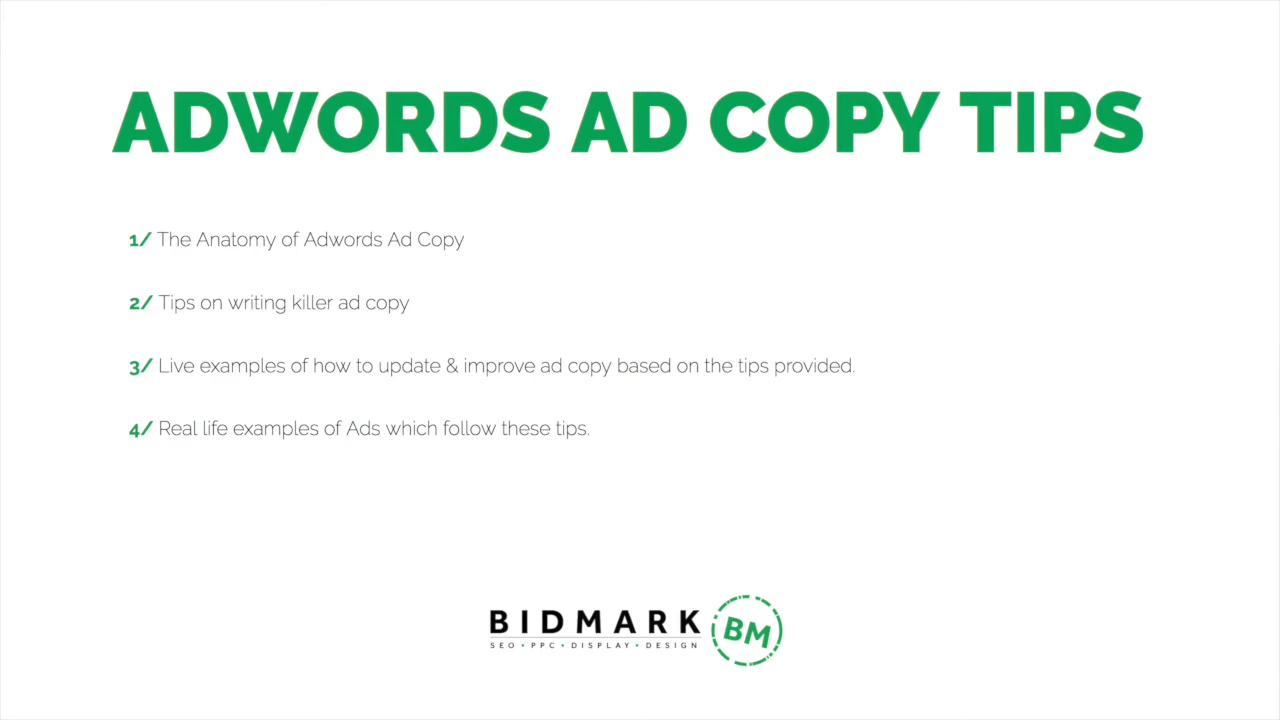 ADWORDS AD COPY TIPS
1/ The Anatomy of Adwords Ad Copy
2/ Tips on writing killer ad copy
3/ Live examples of how to update & improve ad copy based on the tips provided.
4/ Real life examples of Ads which follow these tips.
BIDMARK
SEO • PPC • DISPLAY • DESIGN
BM